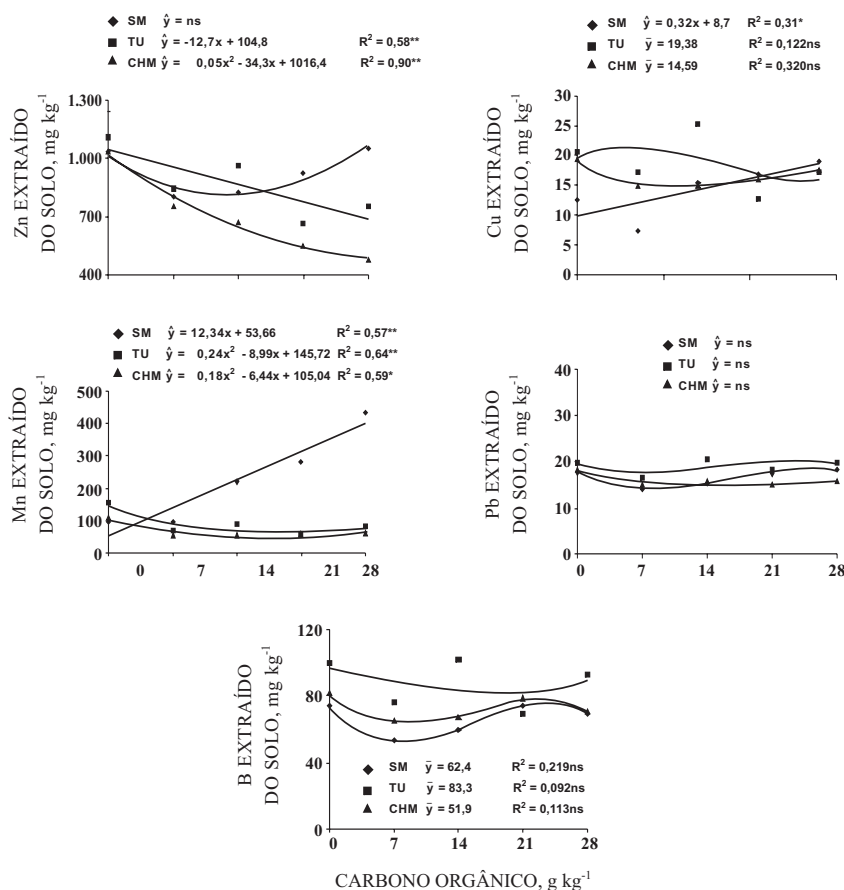 SM ŷ = ns
TU ŷ = -12,7x + 104,8 R² = 0,58**
CHM ŷ = 0,05x² - 34,3x + 1016,4 R² = 0,90**
Zn EXTRAÍDO
DO SOLO, mg kg⁻¹
1.300
1.000
700
400
SM ŷ = 0,32x + 8,7 R² = 0,31*
TU ȳ = 19,38 R² = 0,122ns
CHM ȳ = 14,59 R² = 0,320ns
Cu EXTRAÍDO
DO SOLO, mg kg⁻¹
30
25
20
15
10
5
0
SM ŷ = 12,34x + 53,66 R² = 0,57**
TU ŷ = 0,24x² - 8,99x + 145,72 R² = 0,64**
CHM ŷ = 0,18x² - 6,44x + 105,04 R² = 0,59*
Mn EXTRAÍDO
DO SOLO, mg kg⁻¹
500
400
300
200
100
0
0 7 14 21 28
SM ŷ = ns
TU ŷ = ns
CHM ŷ = ns
Pb EXTRAÍDO
DO SOLO, mg kg⁻¹
40
30
20
10
0
0 7 14 21 28
B EXTRAÍDO
DO SOLO, mg kg⁻¹
120
80
40
0
SM ȳ = 62,4 R² = 0,219ns
TU ȳ = 83,3 R² = 0,092ns
CHM ȳ = 51,9 R² = 0,113ns
0 7 14 21 28
CARBONO ORGÂNICO, g kg⁻¹